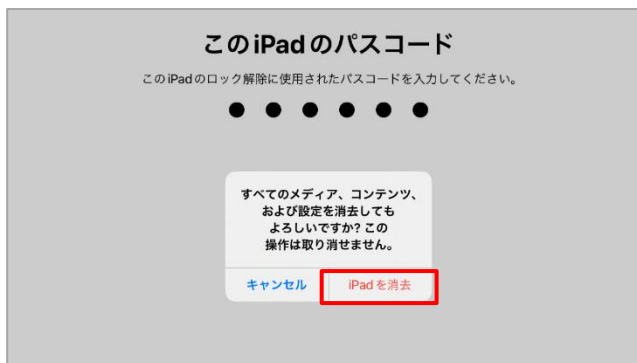 このiPadのパスコード
このiPadのロック解除に使用されたパスコードを入力してください。
すべてのメディア、コンテンツ、
および設定を消去しても
よろしいですか? この
操作は取り消せません。
キャンセル
iPadを消去